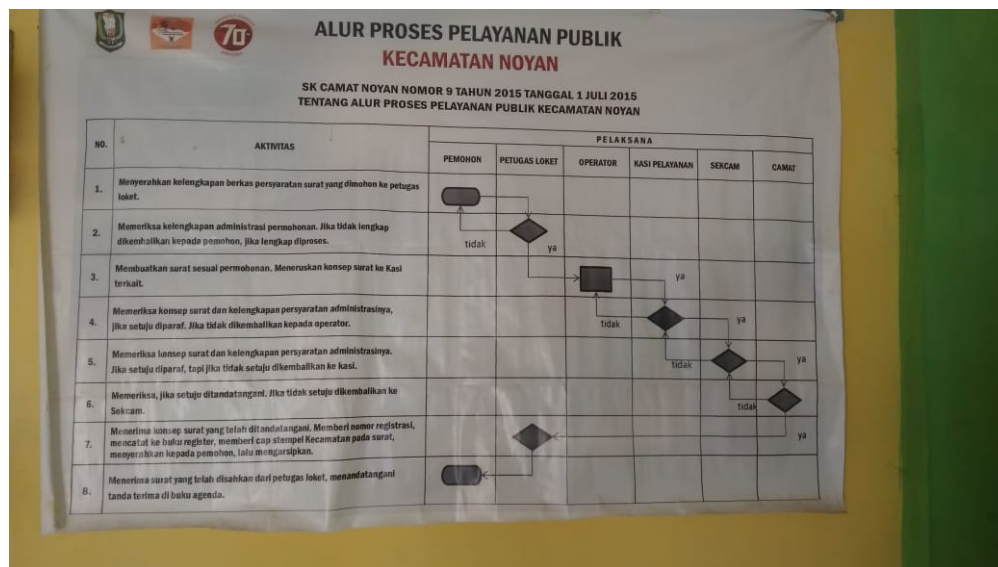 70
ALUR PROSES PELAYANAN PUBLIK
KECAMATAN NOYAN
SK CAMAT NOYAN NOMOR 9 TAHUN 2015 TANGGAL 1 JULI 2015
TENTANG ALUR PROSES PELAYANAN PUBLIK KECAMATAN NOYAN
NO.
AKTIVITAS
PELAKSANA
PEMOHON
PETUGAS LOKET
OPERATOR
KASI PELAYANAN
SEKCAM
CAMAT
1.
Menyerahkan kelengkapan berkas persyaratan surat yang dimohon ke petugas
loket.
2.
Memeriksa kelengkapan administrasi permohonan. Jika tidak lengkap
dikembalikan kepada pemohon, jika lengkap diproses.
tidak
ya
3.
Membuatkan surat sesuai permohonan. Meneruskan konsep surat ke Kasi
terkait.
ya
4.
Memeriksa konsep surat dan kelengkapan persyaratan administrasinya,
jika setuju diparaf. Jika tidak dikembalikan kepada operator.
tidak
ya
5.
Memeriksa konsep surat dan kelengkapan persyaratan administrasinya.
Jika setuju diparaf, tapi jika tidak setuju dikembalikan ke kasi.
tidak
ya
6.
Memeriksa, jika setuju ditandatangani. Jika tidak setuju dikembalikan ke
Sekcam.
tidak
7.
Menerima konsep surat yang telah ditandatangani. Memberi nomor registrasi,
mencatat ke buku register, memberi cap stampel Kecamatan pada surat,
menyerahkan kepada pemohon, lalu mengarsipkan.
ya
8.
Menerima surat yang telah disahkan dari petugas loket, menandatangani
tanda terima di buku agenda.